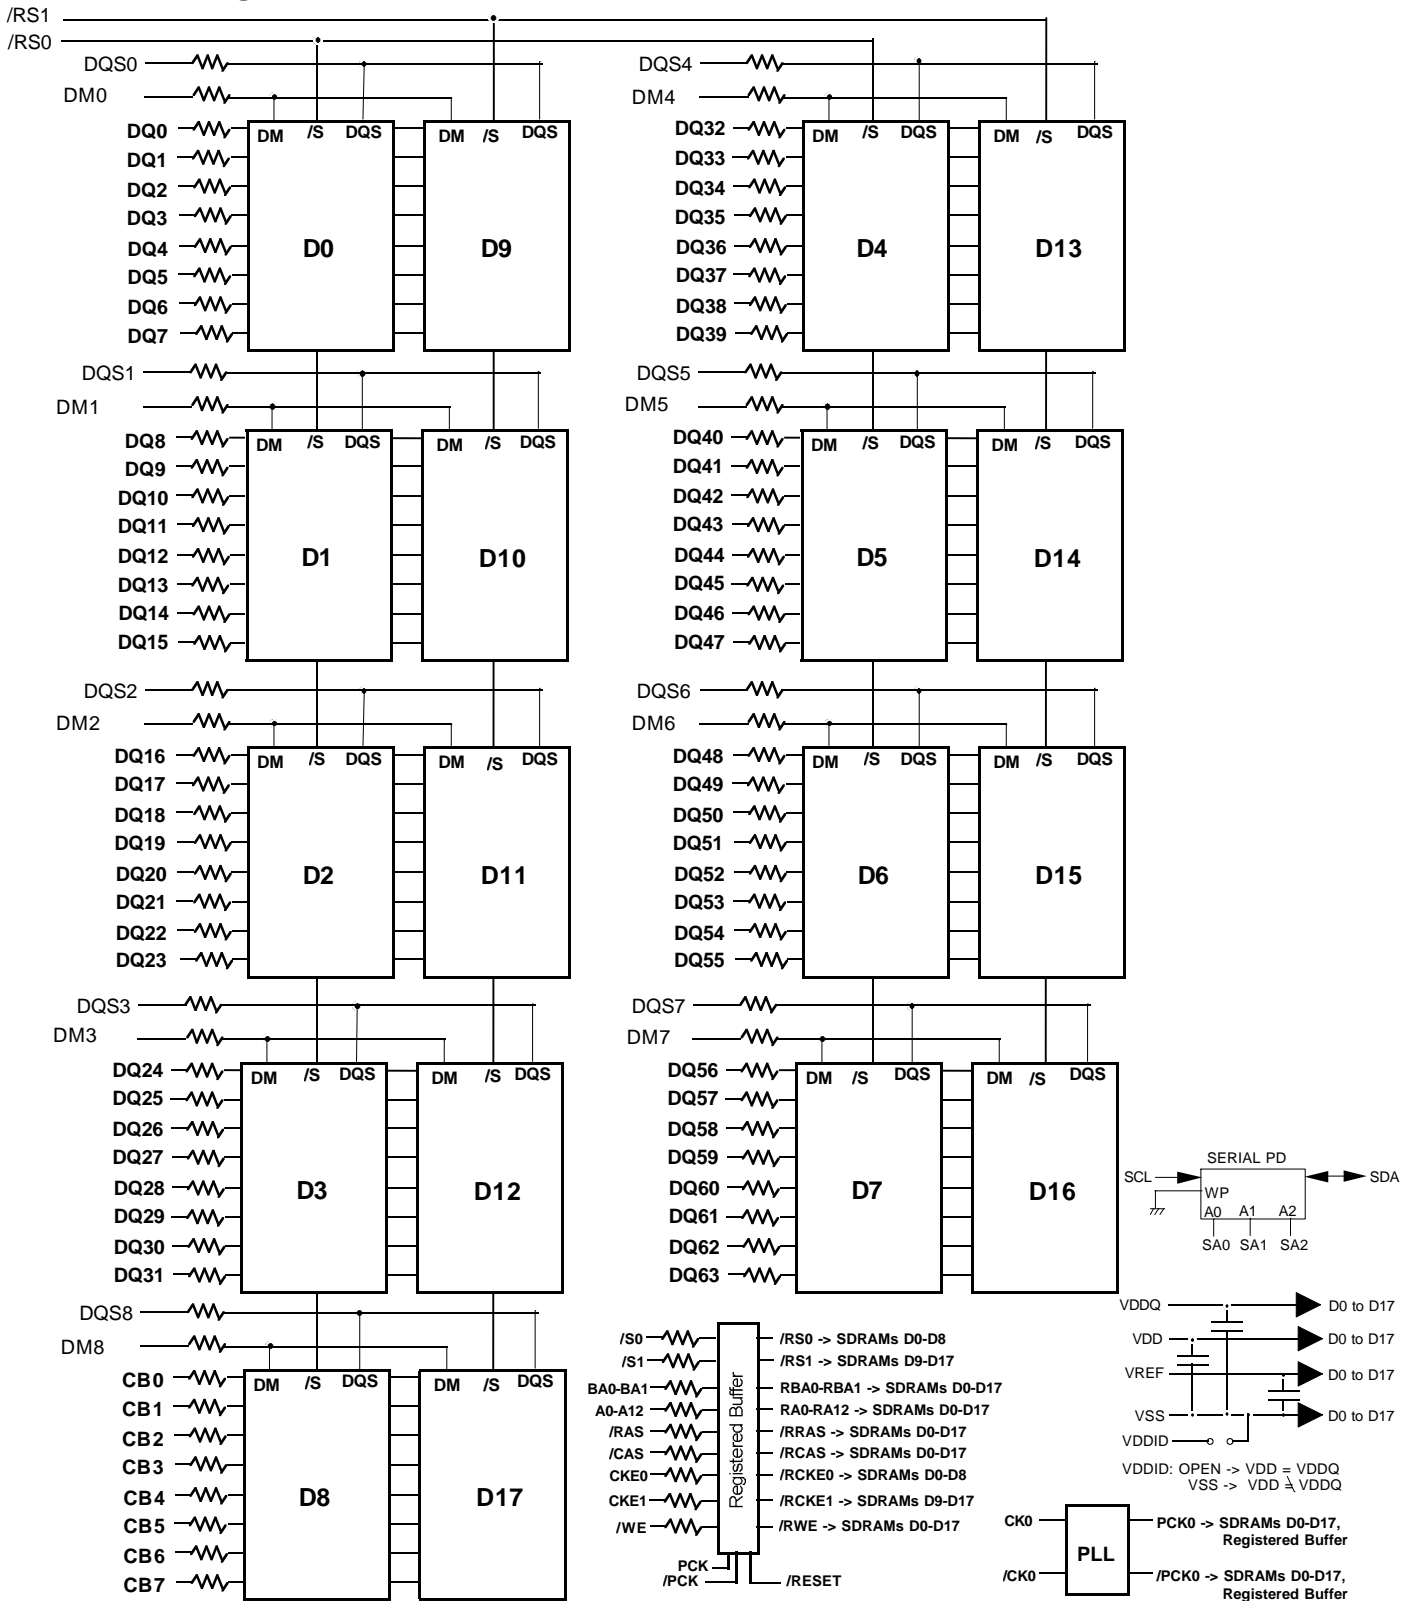 /RS1
/RS0
DQS0
DM0
DQ0
DQ1
DQ2
DQ3
DQ4
DQ5
DQ6
DQ7
DM /S DQS
D0
DM /S DQS
D9
DQS4
DM4
DQ32
DQ33
DQ34
DQ35
DQ36
DQ37
DQ38
DQ39
DM /S DQS
D4
DM /S DQS
D13
DQS1
DM1
DQ8
DQ9
DQ10
DQ11
DQ12
DQ13
DQ14
DQ15
DM /S DQS
D1
DM /S DQS
D10
DQS5
DM5
DQ40
DQ41
DQ42
DQ43
DQ44
DQ45
DQ46
DQ47
DM /S DQS
D5
DM /S DQS
D14
DQS2
DM2
DQ16
DQ17
DQ18
DQ19
DQ20
DQ21
DQ22
DQ23
DM /S DQS
D2
DM /S DQS
D11
DQS6
DM6
DQ48
DQ49
DQ50
DQ51
DQ52
DQ53
DQ54
DQ55
DM /S DQS
D6
DM /S DQS
D15
DQS3
DM3
DQ24
DQ25
DQ26
DQ27
DQ28
DQ29
DQ30
DQ31
DM /S DQS
D3
DM /S DQS
D12
DQS7
DM7
DQ56
DQ57
DQ58
DQ59
DQ60
DQ61
DQ62
DQ63
DM /S DQS
D7
DM /S DQS
D16
DQS8
DM8
CB0
CB1
CB2
CB3
CB4
CB5
CB6
CB7
DM /S DQS
D8
DM /S DQS
D17
SERIAL PD
SCL
SDA
WP
A0 A1 A2
SA0 SA1 SA2
/S0
/S1
BA0-BA1
A0-A12
/RAS
/CAS
CKE0
CKE1
/WE
Registered Buffer
/RS0 -> SDRAMs D0-D8
/RS1 -> SDRAMs D9-D17
RBA0-RBA1 -> SDRAMs D0-D17
RA0-RA12 -> SDRAMs D0-D17
/RRAS -> SDRAMs D0-D17
/RCAS -> SDRAMs D0-D17
/RCKE0 -> SDRAMs D0-D8
/RCKE1 -> SDRAMs D9-D17
/RWE -> SDRAMs D0-D17
PCK
/PCK
/RESET
VDDQ D0 to D17
VDD D0 to D17
VREF D0 to D17
VSS D0 to D17
VDDID
VDDID: OPEN -> VDD = VDDQ
VSS -> VDD ≠ VDDQ
CK0
/CK0
PLL
PCK0 -> SDRAMs D0-D17,
Registered Buffer
/PCK0 -> SDRAMs D0-D17,
Registered Buffer